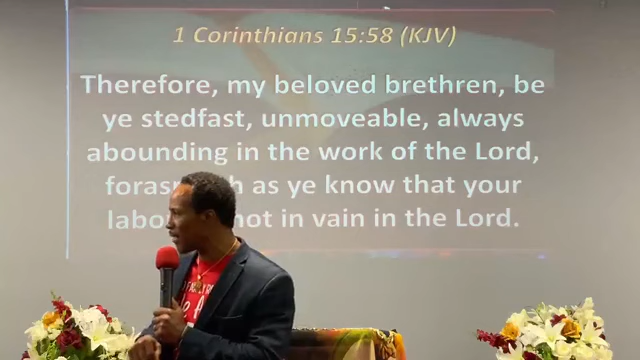 1 Corinthians 15:58 (KJV)
Therefore, my beloved brethren, be
ye stedfast, unmoveable, always
abounding in the work of the Lord,
as ye know that your
not in vain in the Lord.